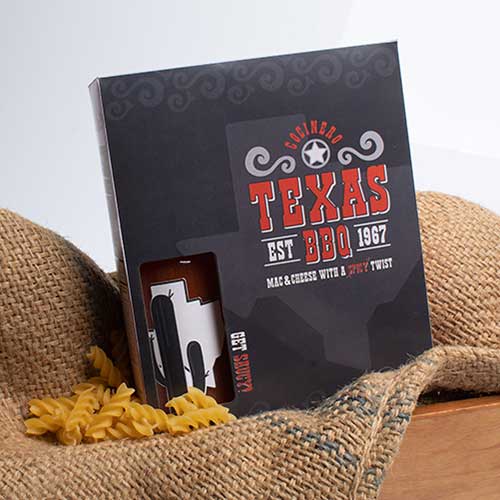 COCINERO
TEXAS
EST BBQ 1967
MAC & CHEESE WITH A SPICY TWIST
GET SAUCY?